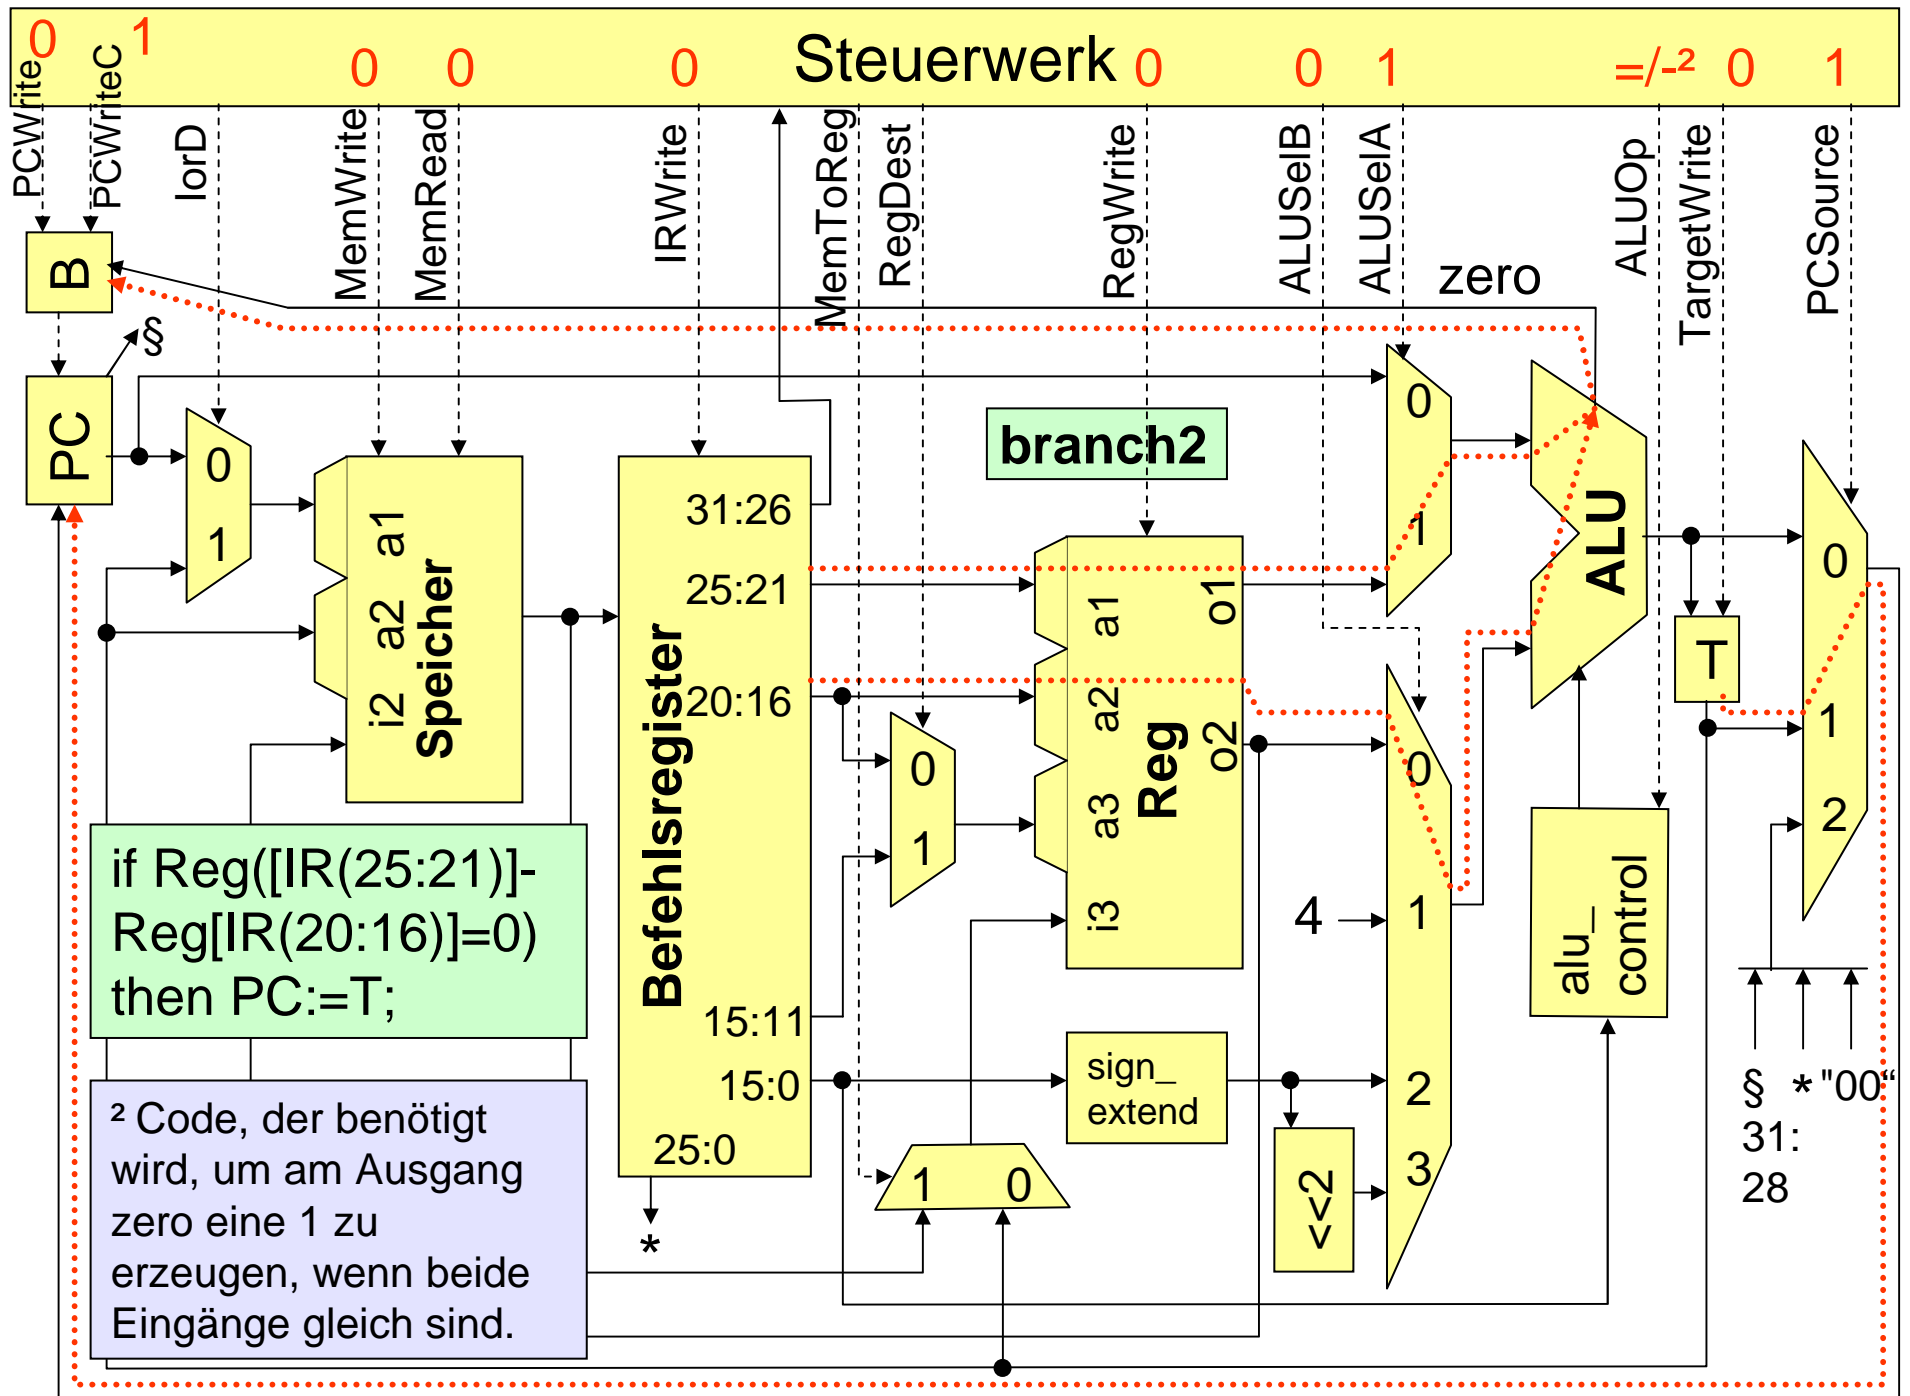 Steuerwerk
0 1 0 0 0 0 0 1 =/-² 0 1
PCWrite
PCWriteC
IorD
MemWrite
MemRead
IRWrite
MemToReg
RegDest
RegWrite
ALUSelB
ALUSelA
ALUOp
TargetWrite
PCSource
zero
B
§
PC
0
1
a1
a2
i2
Speicher
Befehlsregister
31:26
25:21
20:16
15:11
15:0
25:0
*
branch2
0
1
a1
a2
a3
i3
o1
o2
Reg
0
1
0
1
2
3
4
ALU
T
0
1
2
alu_
control
sign_
extend
<<2
1 0
§ * "00“
31:
28
if Reg([IR(25:21)]-
Reg[IR(20:16)]=0)
then PC:=T;
² Code, der benötigt
wird, um am Ausgang
zero eine 1 zu
erzeugen, wenn beide
Eingänge gleich sind.